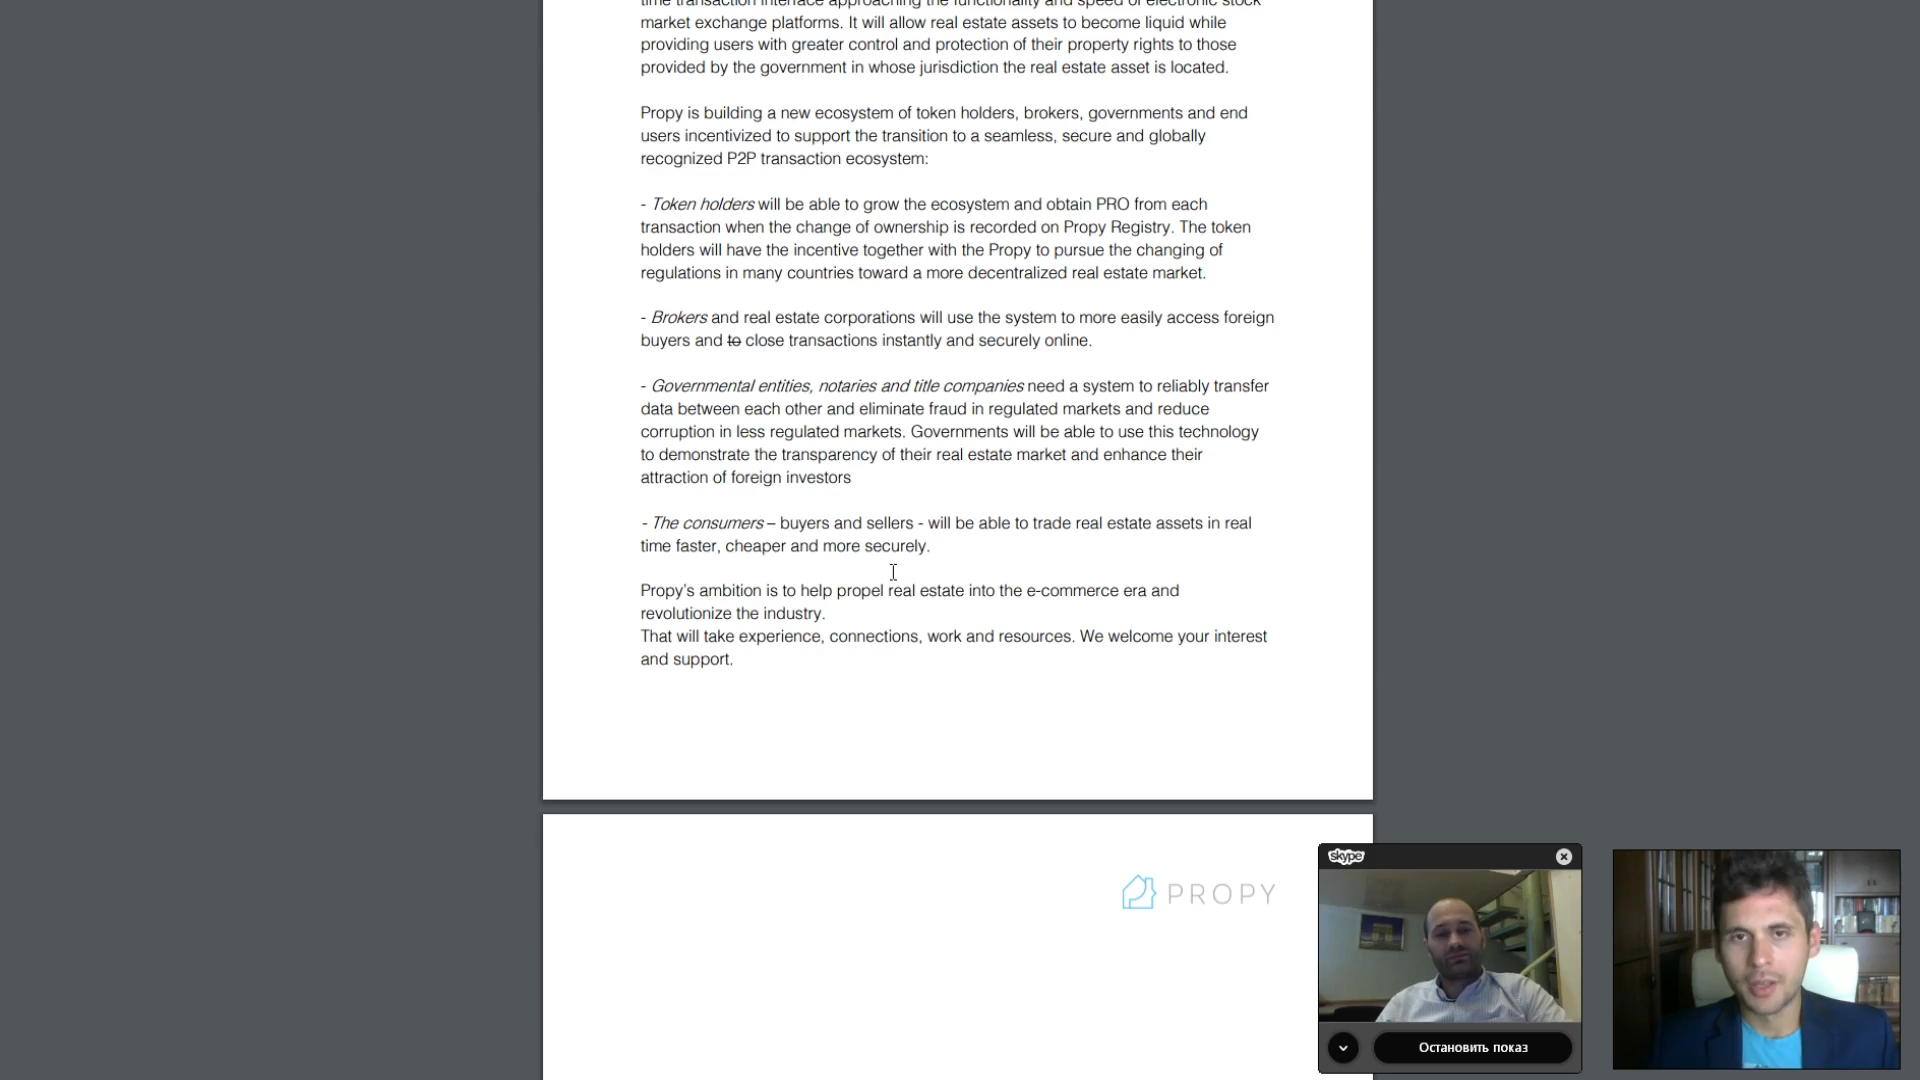 time transaction interface approaching the functionality and speed of electronic stock
market exchange platforms. It will allow real estate assets to become liquid while
providing users with greater control and protection of their property rights to those
provided by the government in whose jurisdiction the real estate asset is located.
Propy is building a new ecosystem of token holders, brokers, governments and end
users incentivized to support the transition to a seamless, secure and globally
recognized P2P transaction ecosystem:
- Token holders will be able to grow the ecosystem and obtain PRO from each
transaction when the change of ownership is recorded on Propy Registry. The token
holders will have the incentive together with the Propy to pursue the changing of
regulations in many countries toward a more decentralized real estate market.
- Brokers and real estate corporations will use the system to more easily access foreign
buyers and to close transactions instantly and securely online.
- Governmental entities, notaries and title companies need a system to reliably transfer
data between each other and eliminate fraud in regulated markets and reduce
corruption in less regulated markets. Governments will be able to use this technology
to demonstrate the transparency of their real estate market and enhance their
attraction of foreign investors
- The consumers – buyers and sellers - will be able to trade real estate assets in real
time faster, cheaper and more securely.
Propy's ambition is to help propel real estate into the e-commerce era and
revolutionize the industry.
That will take experience, connections, work and resources. We welcome your interest
and support.
PROPY
skype
Остановить показ